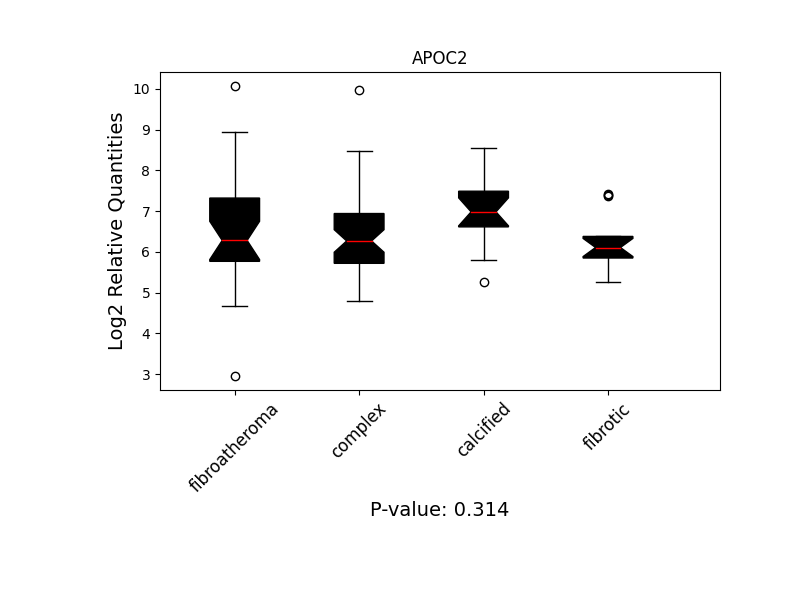 APOC2
Log2 Relative Quantities
10
9
8
7
6
5
4
3
fibroatheroma
complex
calcified
fibrotic
P-value: 0.314